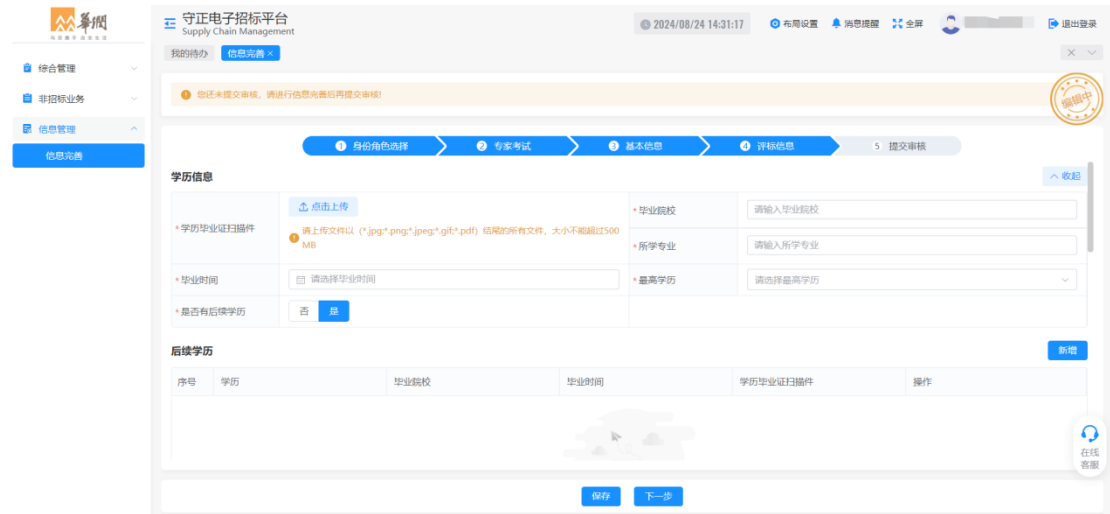 華潤
守正电子招标平台
Supply Chain Management
2024/08/24 14:31:17
布局设置
消息提醒
全屏
退出登录
我的待办
信息完善 ×
综合管理
非招标业务
信息管理
信息完善
您还未提交审核，请进行信息完善后再提交审核!
编辑中
1 身份角色选择
2 专家考试
3 基本信息
4 评标信息
5 提交审核
学历信息
收起
* 学历毕业证扫描件
点击上传
请上传文件以（*.jpg;*.png;*.jpeg;*.gif;*.pdf）结尾的所有文件，大小不能超过500
MB
* 毕业院校
请输入毕业院校
* 所学专业
请输入所学专业
* 毕业时间
请选择毕业时间
* 最高学历
请选择最高学历
* 是否有后续学历
否
是
后续学历
新增
序号
学历
毕业院校
毕业时间
学历毕业证扫描件
操作
在线
客服
保存
下一步